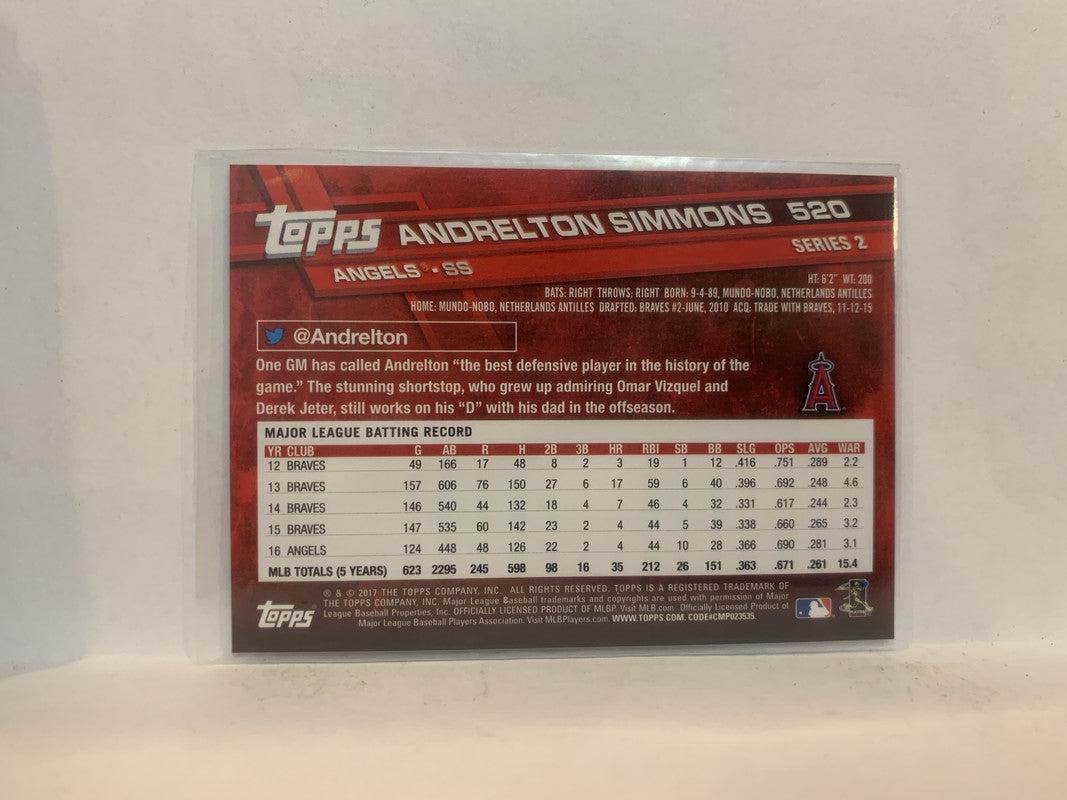 TOPPS ANDRELTON SIMMONS 520
ANGELS® • SS SERIES 2
HT: 6'2" WT: 200
BATS: RIGHT THROWS: RIGHT BORN: 9-4-89, MUNDO-NOBO, NETHERLANDS ANTILLES
HOME: MUNDO-NOBO, NETHERLANDS ANTILLES DRAFTED: BRAVES #2-JUNE, 2010 ACQ: TRADE WITH BRAVES, 11-12-15
@Andrelton
One GM has called Andrelton “the best defensive player in the history of the
game.” The stunning shortstop, who grew up admiring Omar Vizquel and
Derek Jeter, still works on his “D” with his dad in the offseason.
A
MAJOR LEAGUE BATTING RECORD
YR CLUB G AB R H 2B 3B HR RBI SB BB SLG OPS AVG WAR
12 BRAVES 49 166 17 48 8 2 3 19 1 12 .416 .751 .289 2.2
13 BRAVES 157 606 76 150 27 6 17 59 6 40 .396 .692 .248 4.6
14 BRAVES 146 540 44 132 18 4 7 46 4 32 .331 .617 .244 2.3
15 BRAVES 147 535 60 142 23 2 4 44 5 39 .338 .660 .265 3.2
16 ANGELS 124 448 48 126 22 2 4 44 10 28 .366 .690 .281 3.1
MLB TOTALS (5 YEARS) 623 2295 245 598 98 16 35 212 26 151 .363 .671 .261 15.4
® & © 2017 THE TOPPS COMPANY, INC. ALL RIGHTS RESERVED. TOPPS IS A REGISTERED TRADEMARK OF
THE TOPPS COMPANY, INC. Major League Baseball trademarks and copyrights are used with permission of Major
League Baseball Properties, Inc. OFFICIALLY LICENSED PRODUCT OF MLBP Visit MLB.com Officially Licensed Product of
Major League Baseball Players Association. Visit MLBPlayers.com. WWW.TOPPS.COM. CODE#CMP023535.
TOPPS